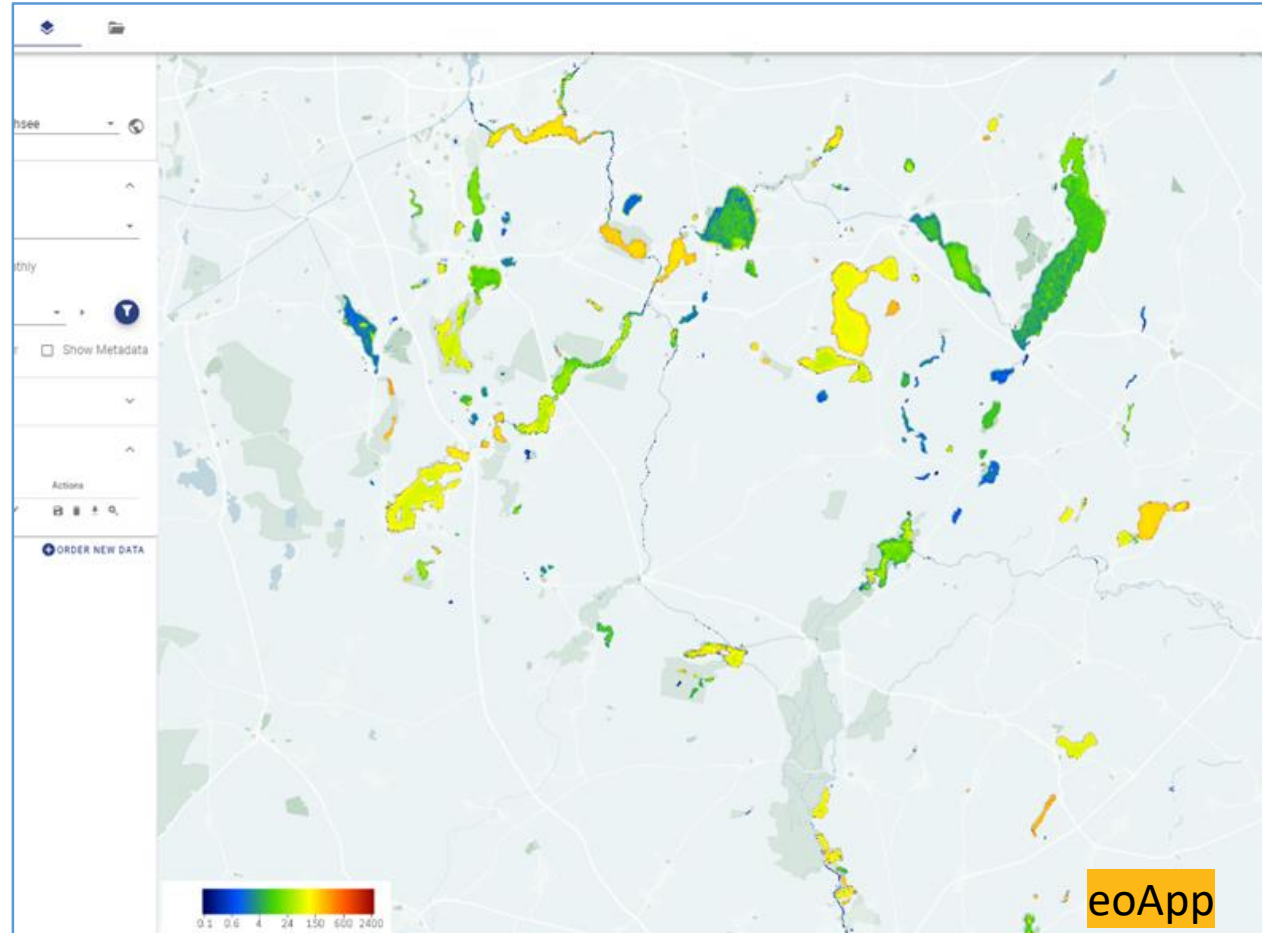 hsee
thly
Show Metadata
Actions
ORDER NEW DATA
0.1 0.6 4 24 150 600 2400
eoApp